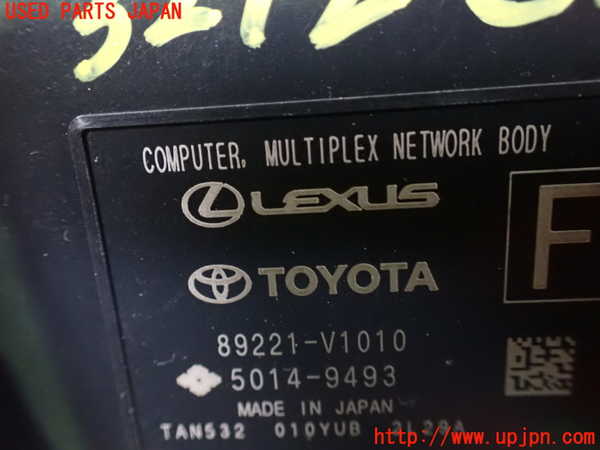 USED PARTS JAPAN
COMPUTER, MULTIPLEX NETWORK BODY
LEXUS
F
TOYOTA
89221-V1010
5014-9493
MADE IN JAPAN
TAN532 010YUB
http://www.upjpn.com/